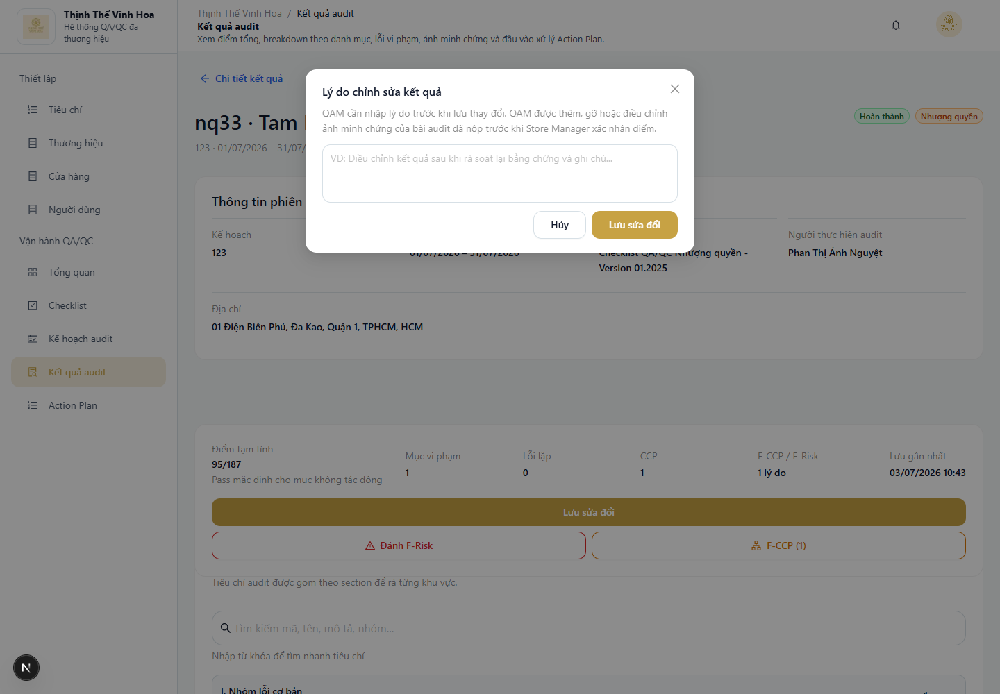 Thịnh Thế Vinh Hoa
Hệ thống QA/QC đa
thương hiệu
Thiết lập
Tiêu chí
Thương hiệu
Cửa hàng
Người dùng
Vận hành QA/QC
Tổng quan
Checklist
Kế hoạch audit
Kết quả audit
Action Plan
N
Thịnh Thế Vinh Hoa / Kết quả audit
Kết quả audit
Xem điểm tổng, breakdown theo danh mục, lỗi vi phạm, ảnh minh chứng và đầu vào xử lý Action Plan.
Chi tiết kết quả
nq33 · Tam
123 · 01/07/2026 – 31/07/
Hoàn thành
Nhượng quyền
Lý do chỉnh sửa kết quả
QAM cần nhập lý do trước khi lưu thay đổi. QAM được thêm, gỡ hoặc điều chỉnh
ảnh minh chứng của bài audit đã nộp trước khi Store Manager xác nhận điểm.
VD: Điều chỉnh kết quả sau khi rà soát lại bằng chứng và ghi chú...
Hủy
Lưu sửa đổi
Thông tin phiên
Kế hoạch
123
01/07/2026 – 31/07/2026
Checklist QA/QC Nhượng quyền -
Version 01.2025
Người thực hiện audit
Phan Thị Ánh Nguyệt
Địa chỉ
01 Điện Biên Phủ, Đa Kao, Quận 1, TPHCM, HCM
Điểm tạm tính
95/187
Pass mặc định cho mục không tác động
Mục vi phạm
1
Lỗi lặp
0
CCP
1
F-CCP / F-Risk
1 lý do
Lưu gần nhất
03/07/2026 10:43
Lưu sửa đổi
Đánh F-Risk
F-CCP (1)
Tiêu chí audit được gom theo section để rà từng khu vực.
Tìm kiếm mã, tên, mô tả, nhóm...
Nhập từ khóa để tìm nhanh tiêu chí
I. Nhóm lỗi cơ bản